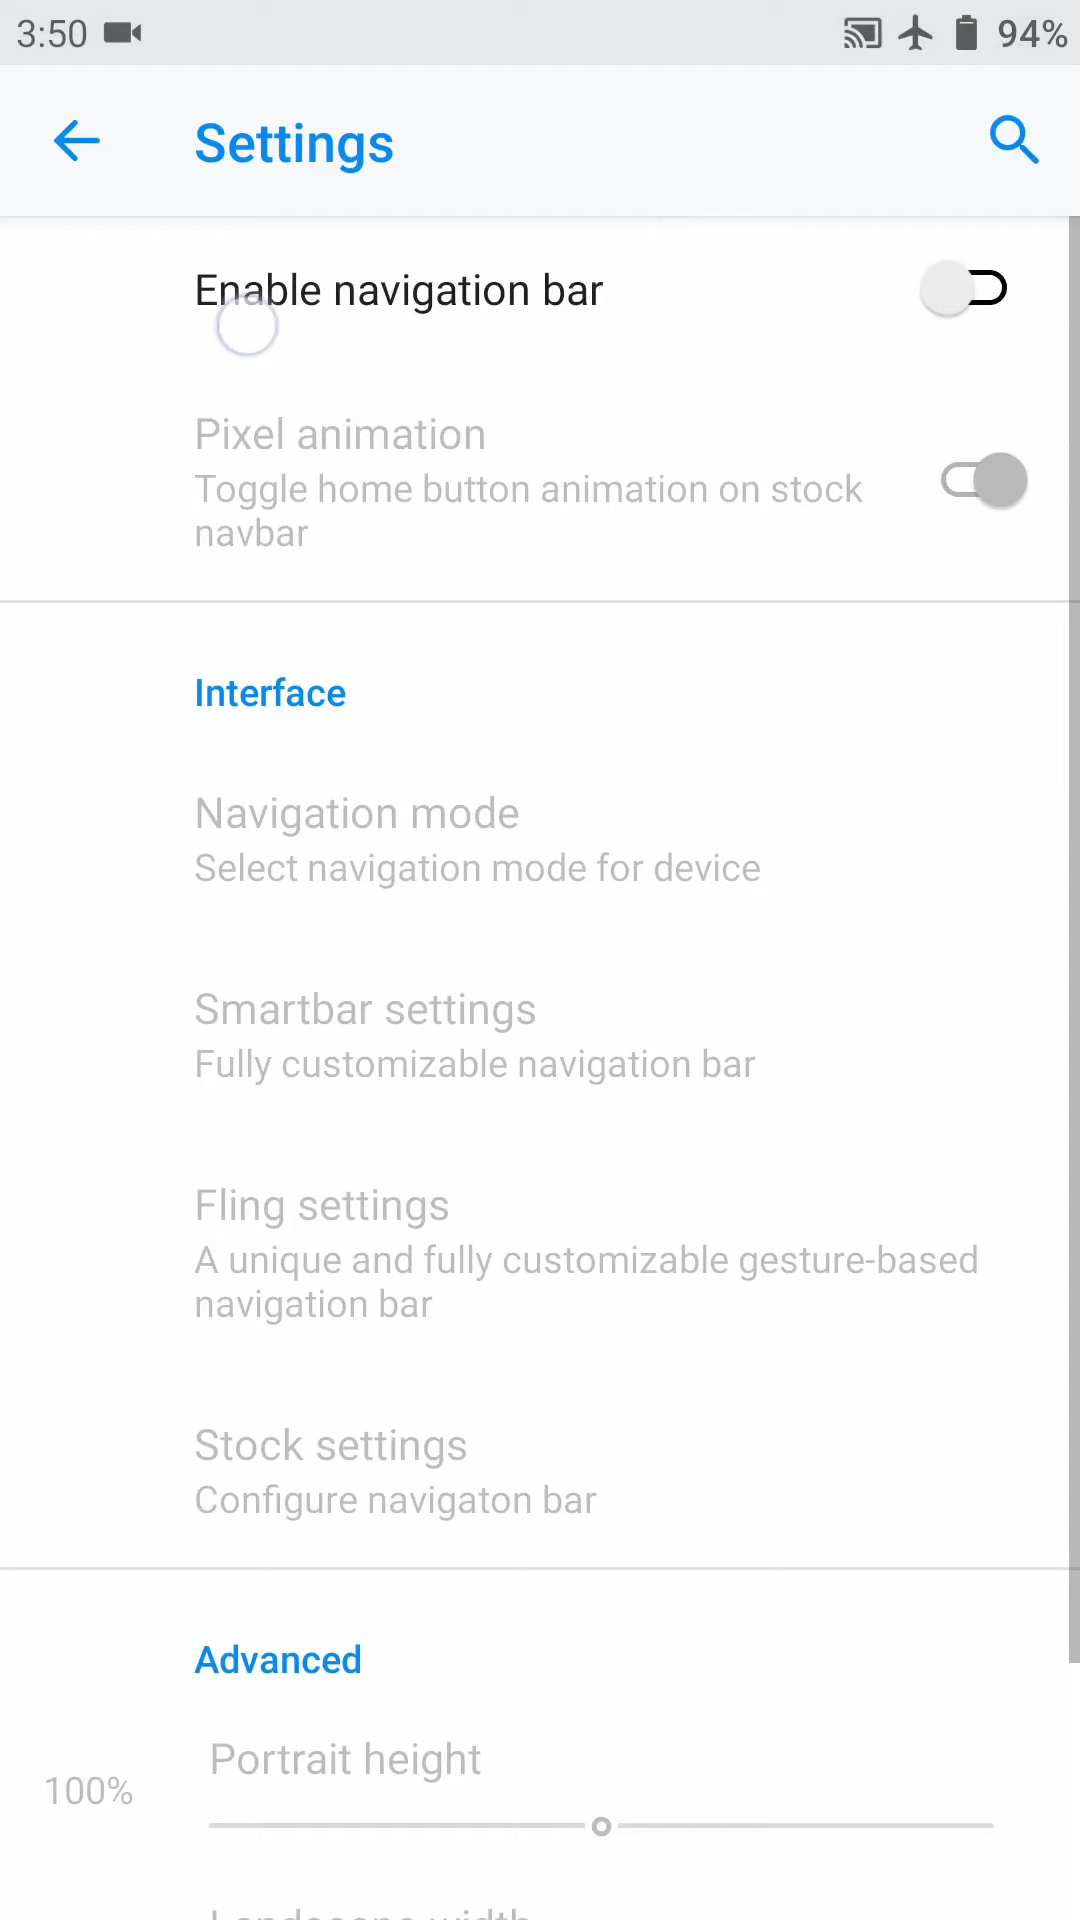 3:50
94%
Settings
Enable navigation bar
Pixel animation
Toggle home button animation on stock
navbar
Interface
Navigation mode
Select navigation mode for device
Smartbar settings
Fully customizable navigation bar
Fling settings
A unique and fully customizable gesture-based
navigation bar
Stock settings
Configure navigaton bar
Advanced
Portrait height
100%